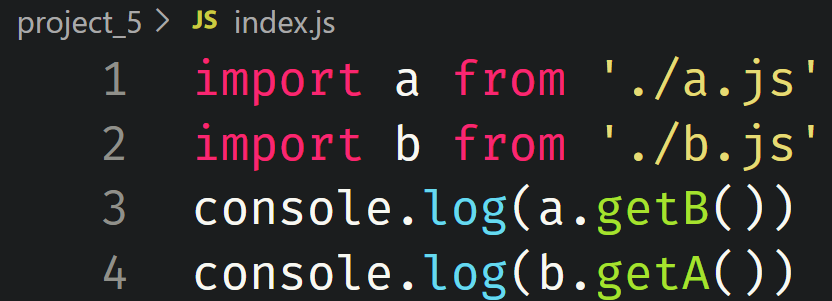 project_5 > JS index.js
1 import a from './a.js'
2 import b from './b.js'
3 console.log(a.getB())
4 console.log(b.getA())